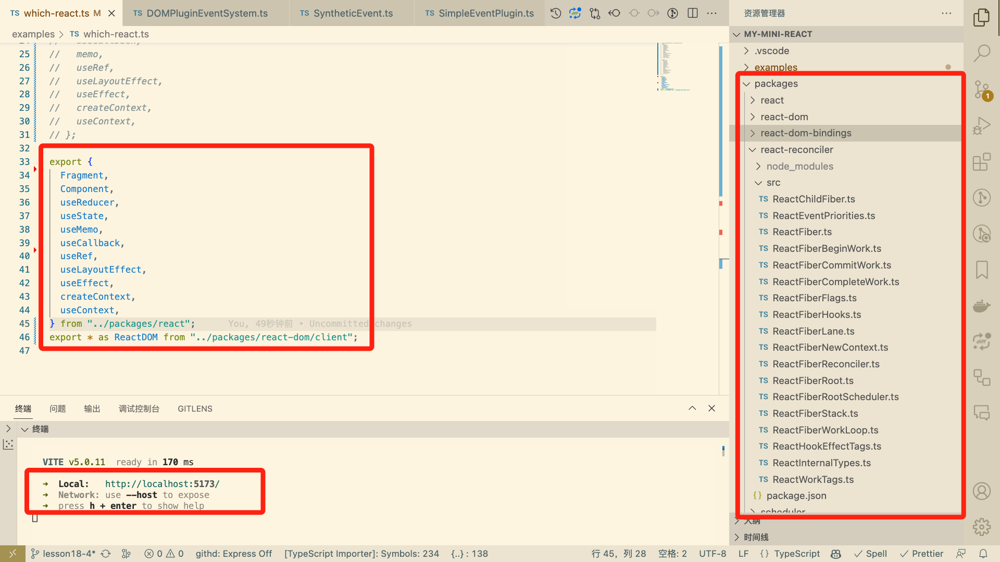 TS which-react.ts M
TS DOMPluginEventSystem.ts
TS SyntheticEvent.ts
TS SimpleEventPlugin.ts
examples > TS which-react.ts
25 // memo,
26 // useRef,
27 // useLayoutEffect,
28 // useEffect,
29 // createContext,
30 // useContext,
31 // };
32
33 export {
34 Fragment,
35 Component,
36 useReducer,
37 useState,
38 useMemo,
39 useCallback,
40 useRef,
41 useLayoutEffect,
42 useEffect,
43 createContext,
44 useContext,
45 } from "../packages/react"; You, 49秒钟前 • Uncommitted changes
46 export * as ReactDOM from "../packages/react-dom/client";
47
终端 问题 输出 调试控制台 GITLENS
终端
VITE v5.0.11 ready in 170 ms
➜ Local: http://localhost:5173/
➜ Network: use --host to expose
➜ press h + enter to show help
资源管理器
MY-MINI-REACT
.vscode
examples
packages
react
react-dom
react-dom-bindings
react-reconciler
node_modules
src
TS ReactChildFiber.ts
TS ReactEventPriorities.ts
TS ReactFiber.ts
TS ReactFiberBeginWork.ts
TS ReactFiberCommitWork.ts
TS ReactFiberCompleteWork.ts
TS ReactFiberFlags.ts
TS ReactFiberHooks.ts
TS ReactFiberLane.ts
TS ReactFiberNewContext.ts
TS ReactFiberReconciler.ts
TS ReactFiberRoot.ts
TS ReactFiberRootScheduler.ts
TS ReactFiberStack.ts
TS ReactFiberWorkLoop.ts
TS ReactHookEffectTags.ts
TS ReactInternalTypes.ts
TS ReactWorkTags.ts
{} package.json
scheduler
大纲
时间线
1
diff
lesson18-4* 0 0 githd: Express Off [TypeScript Importer]: Symbols: 234 {..} : 138 行 45，列 28 空格: 2 UTF-8 LF {} TypeScript Spell Prettier